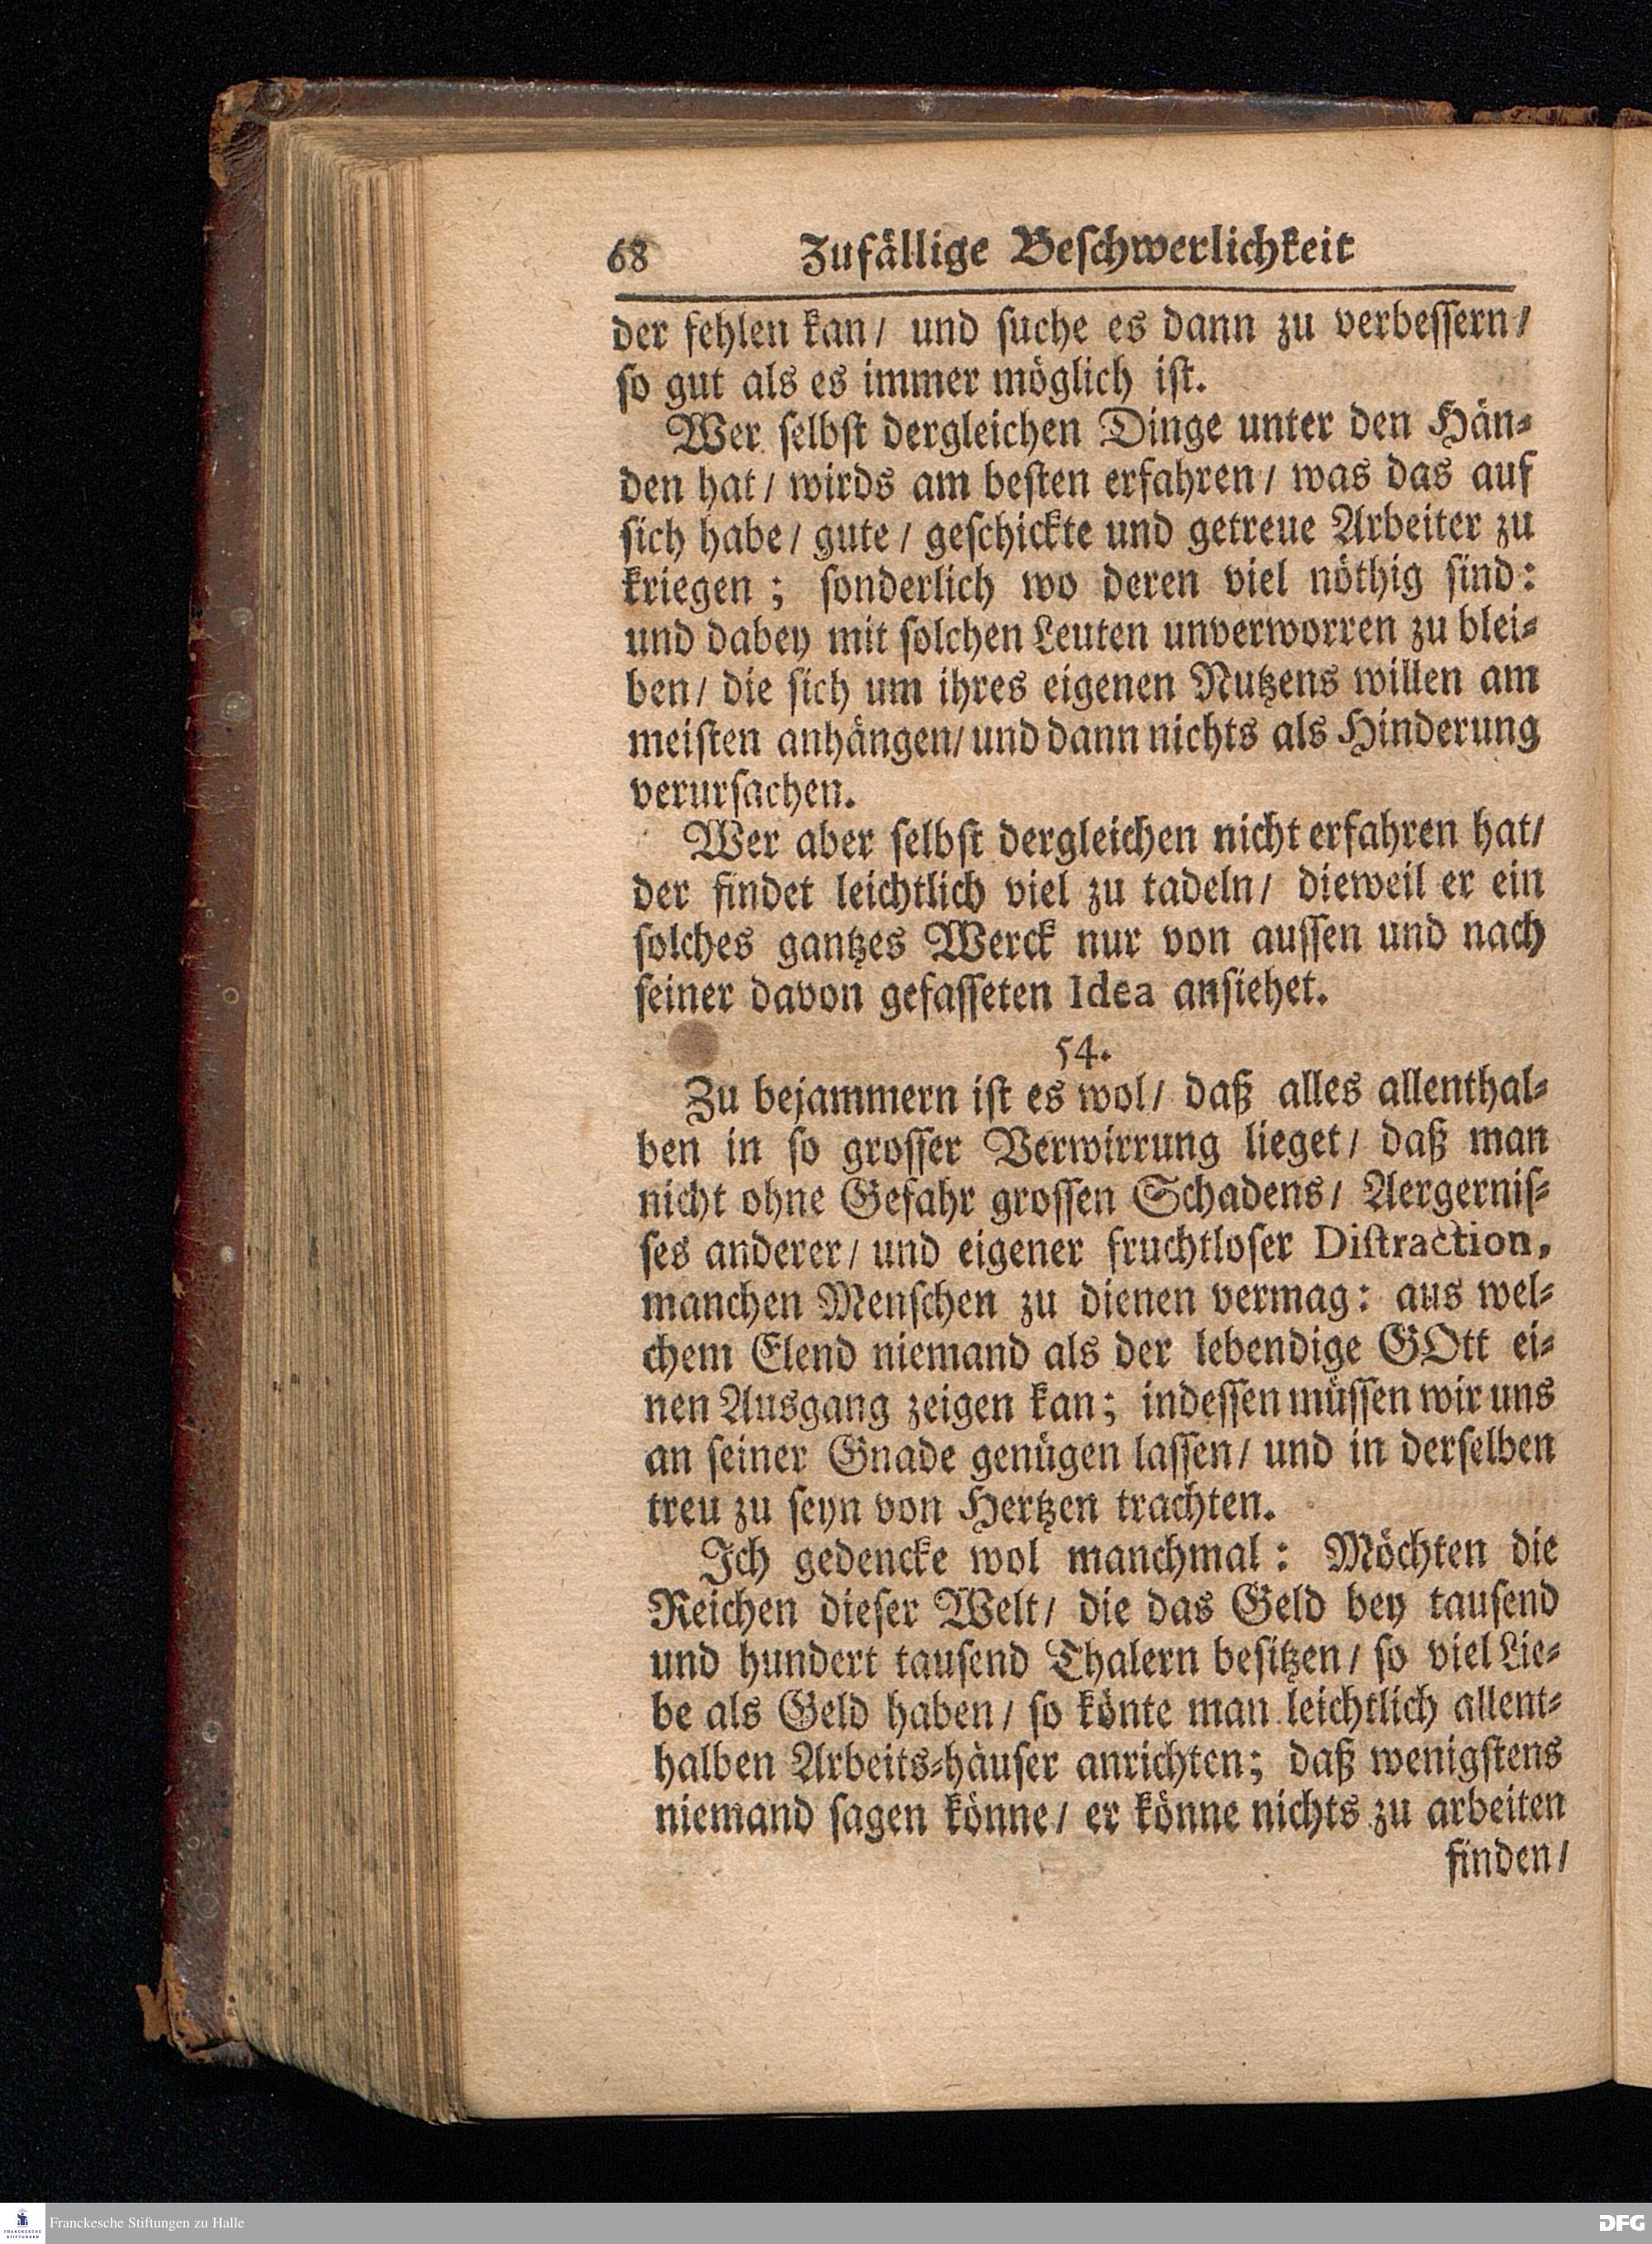 68 Zufällige Beschwerlichkeit
der fehlen kan/ und suche es dann zu verbessern/
so gut als es immer möglich ist.
Wer selbst dergleichen Dinge unter den Hän⸗
den hat/ wirds am besten erfahren/ was das auf
sich habe/ gute/ geschickte und getreue Arbeiter zu
kriegen; sonderlich wo deren viel nöthig sind:
und dabey mit solchen Leuten unverworren zu blei⸗
ben/ die sich um ihres eigenen Nutzens willen am
meisten anhängen/ und dann nichts als Hinderung
verursachen.
Wer aber selbst dergleichen nicht erfahren hat/
der findet leichtlich viel zu tadeln/ dieweil er ein
solches gantzes Werck nur von aussen und nach
seiner davon gefasseten Idea ansiehet.
54.
Zu bejammern ist es wol/ daß alles allenthal⸗
ben in so grosser Verwirrung lieget/ daß man
nicht ohne Gefahr grossen Schadens/ Aergernis⸗
ses anderer/ und eigener fruchtloser Distraction,
manchen Menschen zu dienen vermag: aus wel⸗
chem Elend niemand als der lebendige GOtt ei⸗
nen Ausgang zeigen kan; indessen müssen wir uns
an seiner Gnade genügen lassen/ und in derselben
treu zu seyn von Hertzen trachten.
Ich gedencke wol manchmal: Möchten die
Reichen dieser Welt/ die das Geld bey tausend
und hundert tausend Thalern besitzen/ so viel Lie⸗
be als Geld haben/ so könte man leichtlich allent⸗
halben Arbeits⸗häuser anrichten; daß wenigstens
niemand sagen könne/ er könne nichts zu arbeiten
finden/
FRANCKESCHE
STIFTUNGEN
Franckesche Stiftungen zu Halle
DFG